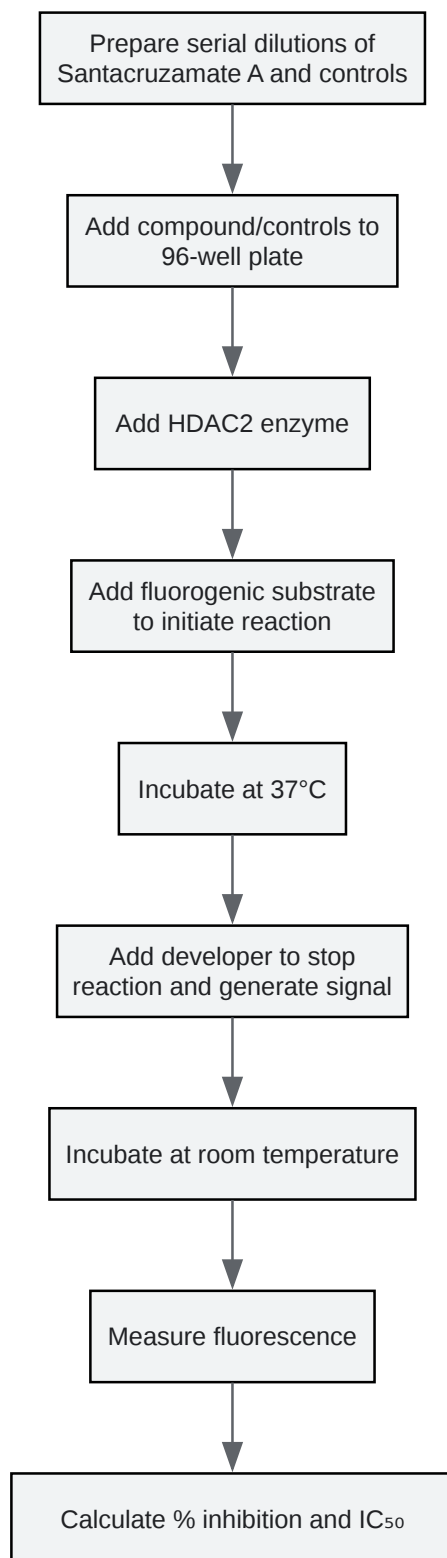 Prepare serial dilutions of
Santacruzamate A and controls
Add compound/controls to
96-well plate
Add HDAC2 enzyme
Add fluorogenic substrate
to initiate reaction
Incubate at 37°C
Add developer to stop
reaction and generate signal
Incubate at room temperature
Measure fluorescence
Calculate % inhibition and IC₅₀